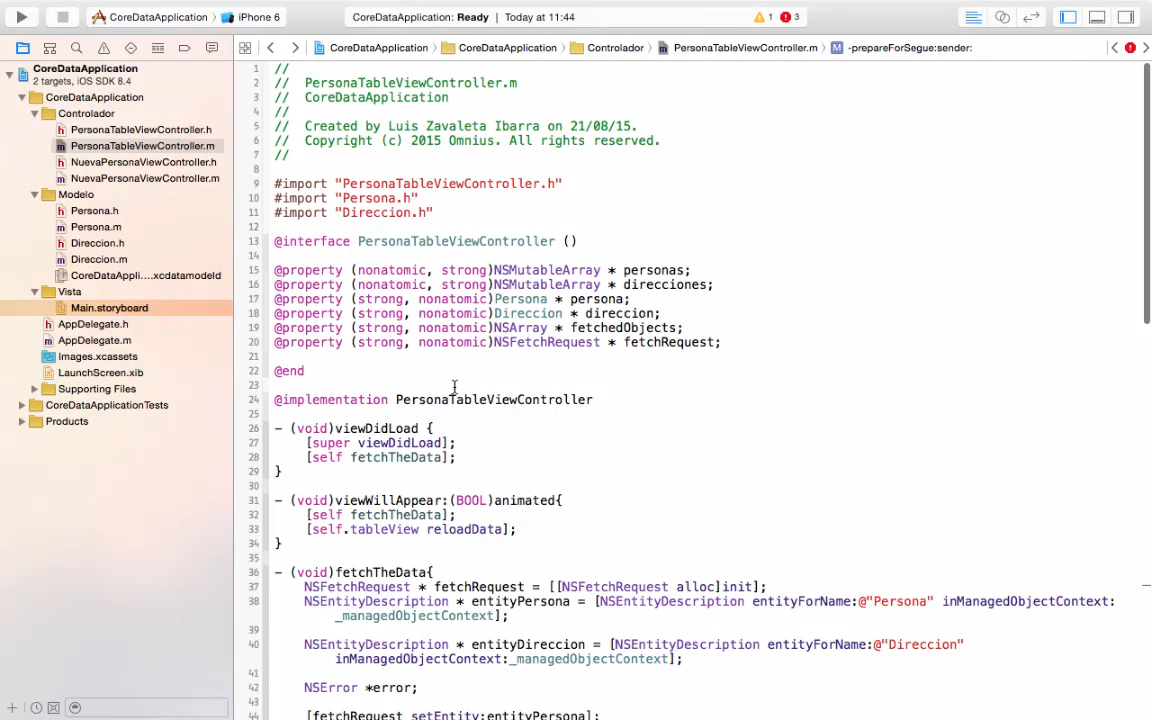 CoreDataApplication
iPhone 6
CoreDataApplication: Ready
Today at 11:44
1
3
CoreDataApplication
CoreDataApplication
Controlador
PersonaTableViewController.m
M
-prepareForSegue:sender:
CoreDataApplication
2 targets, iOS SDK 8.4
CoreDataApplication
Controlador
h PersonaTableViewController.h
m PersonaTableViewController.m
h NuevaPersonaViewController.h
m NuevaPersonaViewController.m
Modelo
h Persona.h
m Persona.m
h Direccion.h
m Direccion.m
CoreDataAppli....xcdatamodeld
Vista
Main.storyboard
h AppDelegate.h
m AppDelegate.m
Images.xcassets
LaunchScreen.xib
Supporting Files
CoreDataApplicationTests
Products
1 //
2 //  PersonaTableViewController.m
3 //  CoreDataApplication
4 //
5 //  Created by Luis Zavaleta Ibarra on 21/08/15.
6 //  Copyright (c) 2015 Omnius. All rights reserved.
7 //
8
9 #import "PersonaTableViewController.h"
10 #import "Persona.h"
11 #import "Direccion.h"
12
13 @interface PersonaTableViewController ()
14
15 @property (nonatomic, strong)NSMutableArray * personas;
16 @property (nonatomic, strong)NSMutableArray * direcciones;
17 @property (strong, nonatomic)Persona * persona;
18 @property (strong, nonatomic)Direccion * direccion;
19 @property (strong, nonatomic)NSArray * fetchedObjects;
20 @property (strong, nonatomic)NSFetchRequest * fetchRequest;
21
22 @end
23
24 @implementation PersonaTableViewController
25
26 - (void)viewDidLoad {
27     [super viewDidLoad];
28     [self fetchTheData];
29 }
30
31 - (void)viewWillAppear:(BOOL)animated{
32     [self fetchTheData];
33     [self.tableView reloadData];
34 }
35
36 - (void)fetchTheData{
37     NSFetchRequest * fetchRequest = [[NSFetchRequest alloc]init];
38     NSEntityDescription * entityPersona = [NSEntityDescription entityForName:@"Persona" inManagedObjectContext:
_managedObjectContext];
39
40     NSEntityDescription * entityDireccion = [NSEntityDescription entityForName:@"Direccion"
inManagedObjectContext:_managedObjectContext];
41
42     NSError *error;
43
44     [fetchRequest setEntity:entityPersona];